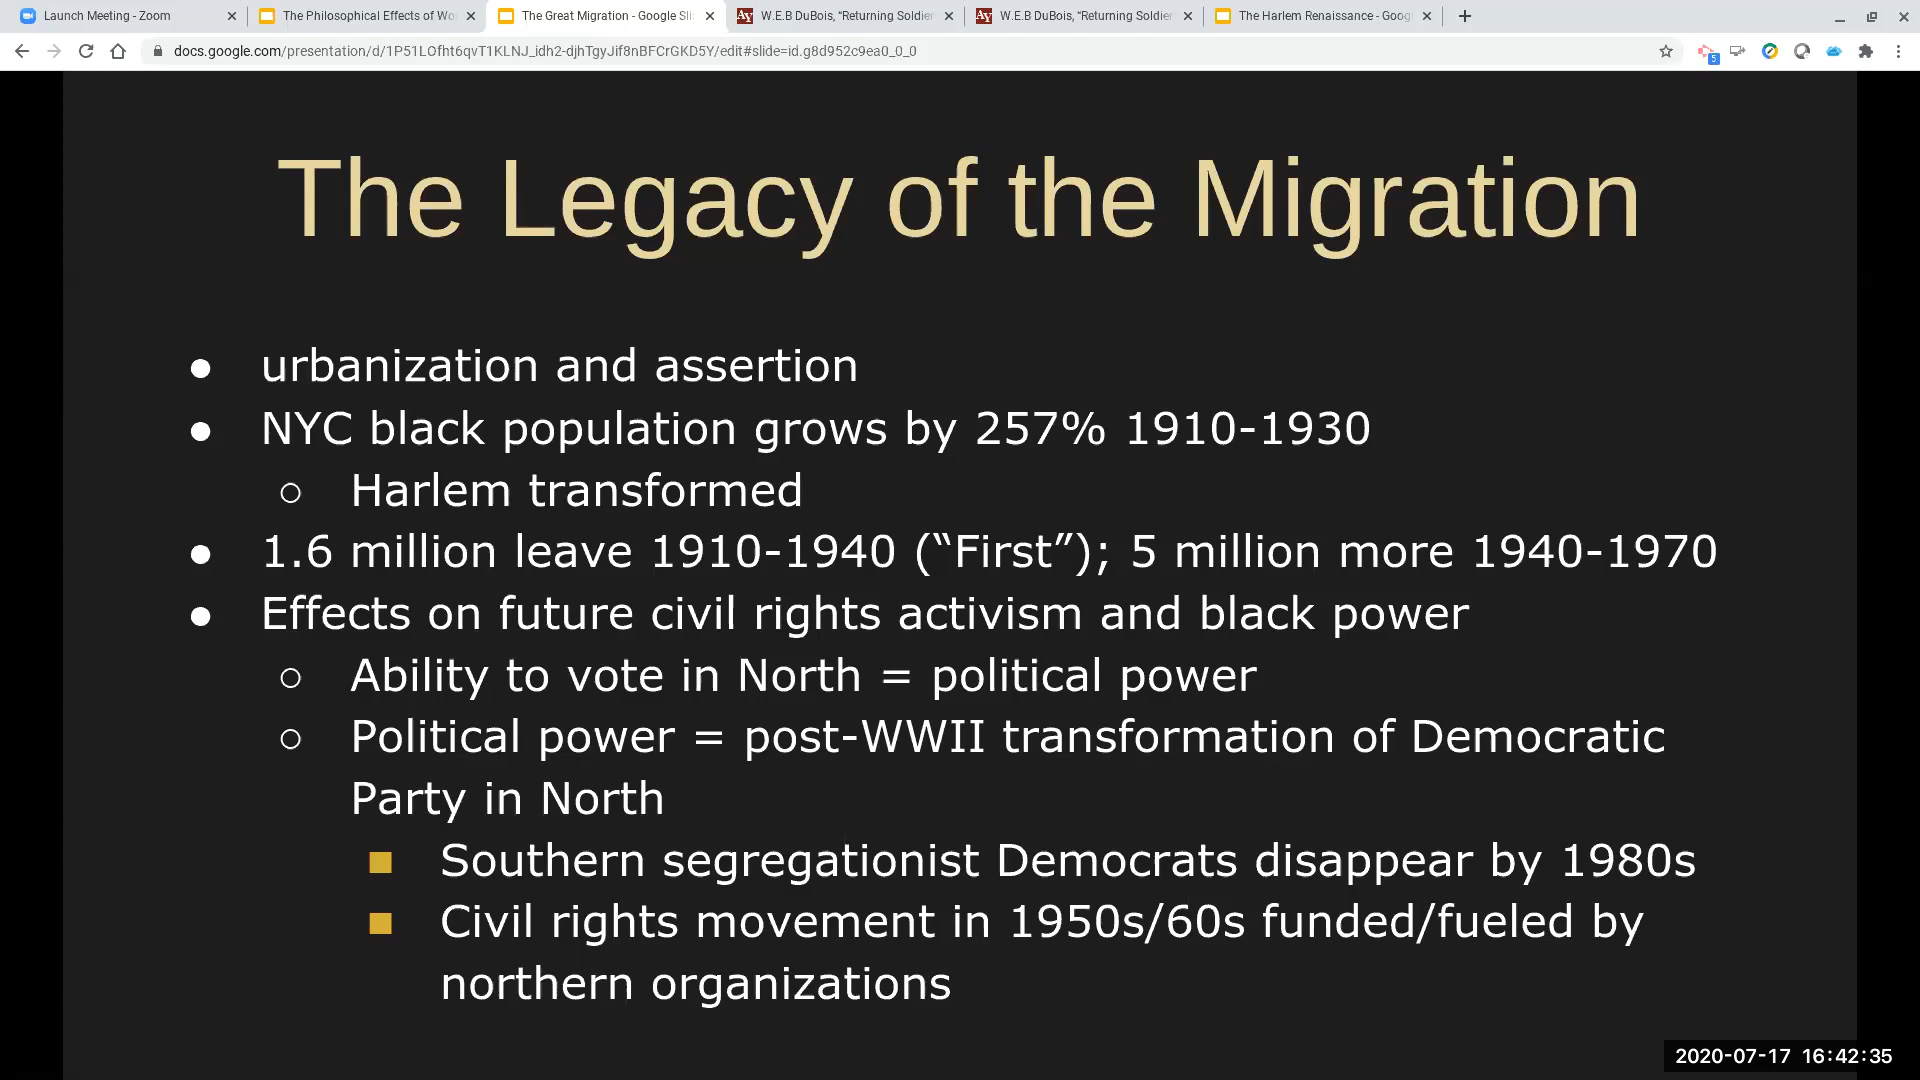 Launch Meeting - Zoom
The Philosophical Effects of Wo
The Great Migration - Google Sli
W.E.B DuBois, “Returning Soldier
W.E.B DuBois, “Returning Soldier
The Harlem Renaissance - Goog
docs.google.com/presentation/d/1P51LOfht6qvT1KLNJ_idh2-djhTgyJif8nBFCrGKD5Y/edit#slide=id.g8d952c9ea0_0_0
5
The Legacy of the Migration
● urbanization and assertion
● NYC black population grows by 257% 1910-1930
○ Harlem transformed
● 1.6 million leave 1910-1940 (“First”); 5 million more 1940-1970
● Effects on future civil rights activism and black power
○ Ability to vote in North = political power
○ Political power = post-WWII transformation of Democratic
Party in North
■ Southern segregationist Democrats disappear by 1980s
■ Civil rights movement in 1950s/60s funded/fueled by
northern organizations
2020-07-17 16:42:35